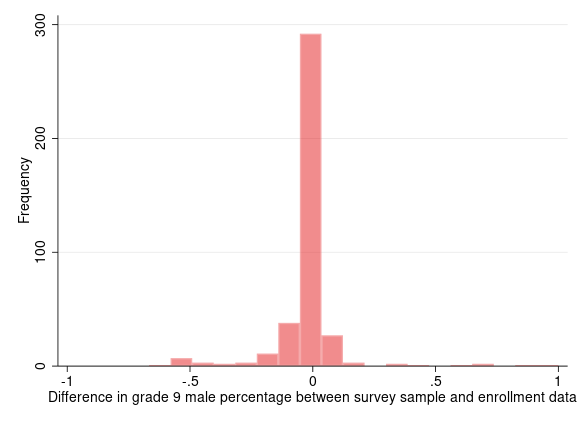 Frequency
300
200
100
0
-1 -.5 0 .5 1
Difference in grade 9 male percentage between survey sample and enrollment data